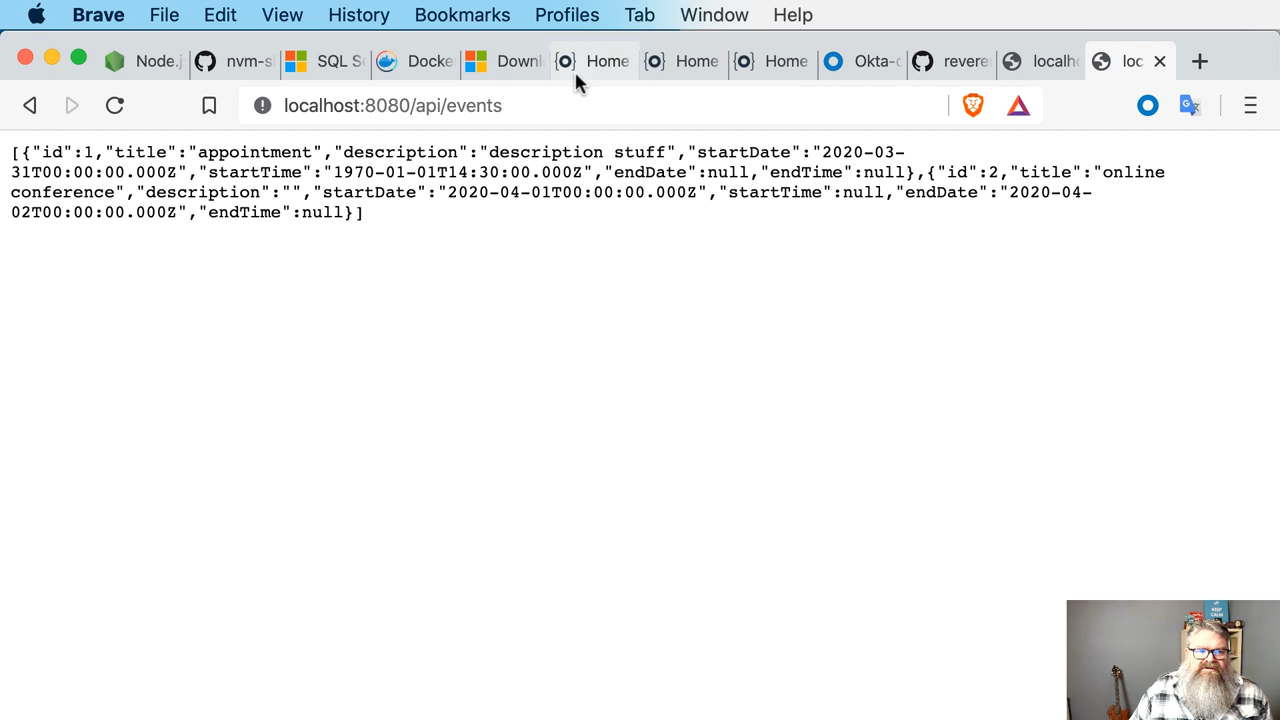 Brave File Edit View History Bookmarks Profiles Tab Window Help
Node.j nvm-s SQL S Docke Downl Home Home Home Okta- revere localh loc
localhost:8080/api/events
[{"id":1,"title":"appointment","description":"description stuff","startDate":"2020-03-
31T00:00:00.000Z","startTime":"1970-01-01T14:30:00.000Z","endDate":null,"endTime":null},{"id":2,"title":"online
conference","description":"","startDate":"2020-04-01T00:00:00.000Z","startTime":null,"endDate":"2020-04-
02T00:00:00.000Z","endTime":null}]
KEEP
CALM